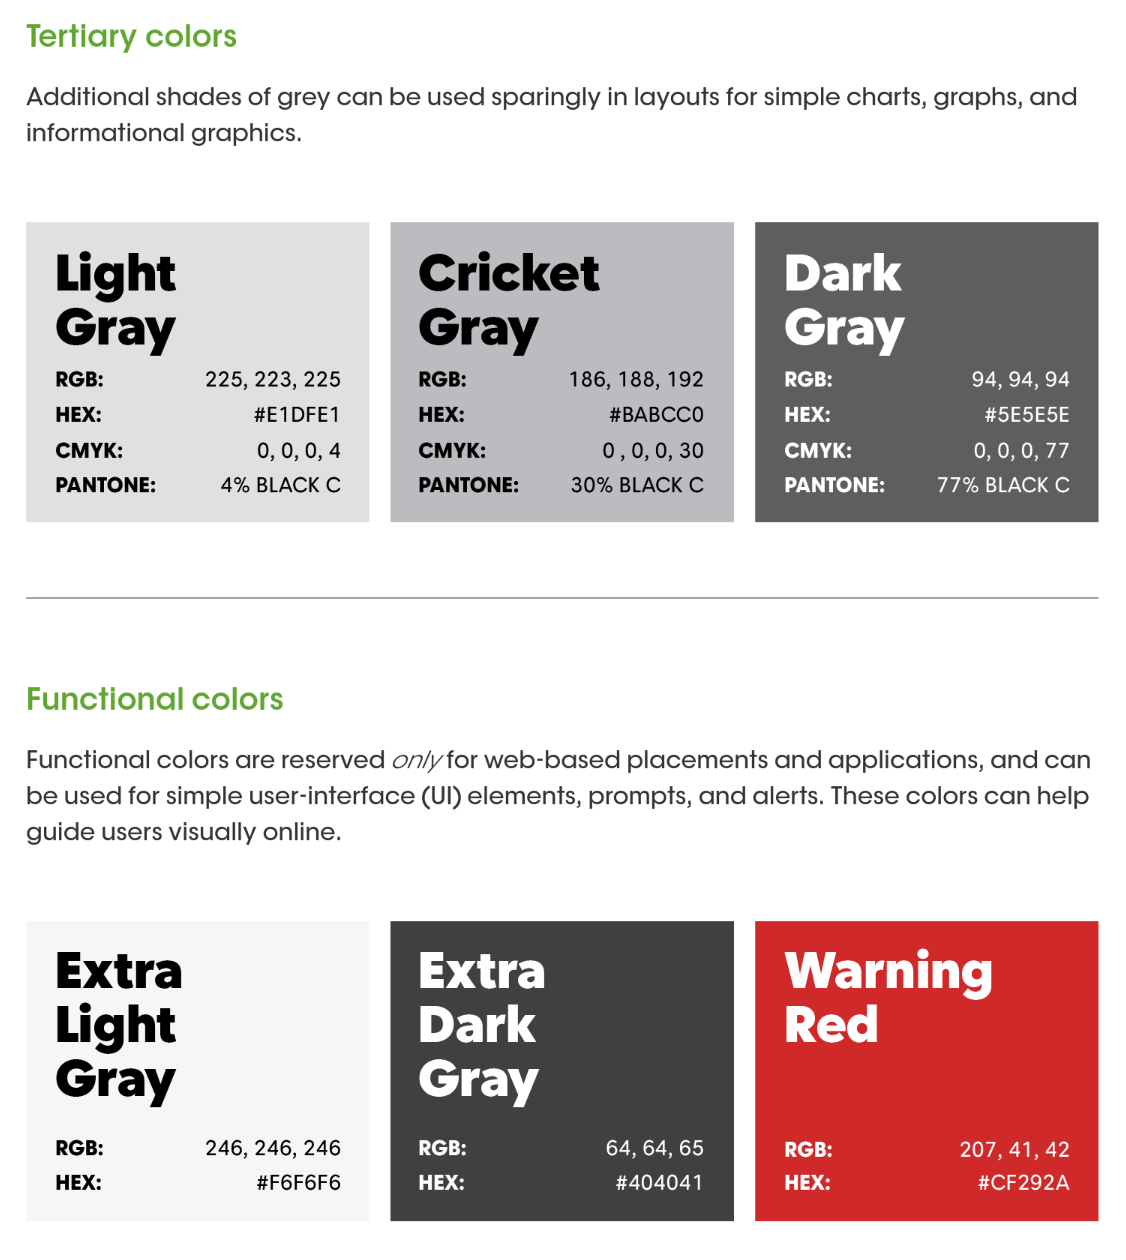 Tertiary colors
Additional shades of grey can be used sparingly in layouts for simple charts, graphs, and
informational graphics.
Light
Gray
RGB: 225, 223, 225
HEX: #E1DFE1
CMYK: 0, 0, 0, 4
PANTONE: 4% BLACK C
Cricket
Gray
RGB: 186, 188, 192
HEX: #BABCC0
CMYK: 0 , 0, 0, 30
PANTONE: 30% BLACK C
Dark
Gray
RGB: 94, 94, 94
HEX: #5E5E5E
CMYK: 0, 0, 0, 77
PANTONE: 77% BLACK C
Functional colors
Functional colors are reserved only for web-based placements and applications, and can
be used for simple user-interface (UI) elements, prompts, and alerts. These colors can help
guide users visually online.
Extra
Light
Gray
RGB: 246, 246, 246
HEX: #F6F6F6
Extra
Dark
Gray
RGB: 64, 64, 65
HEX: #404041
Warning
Red
RGB: 207, 41, 42
HEX: #CF292A